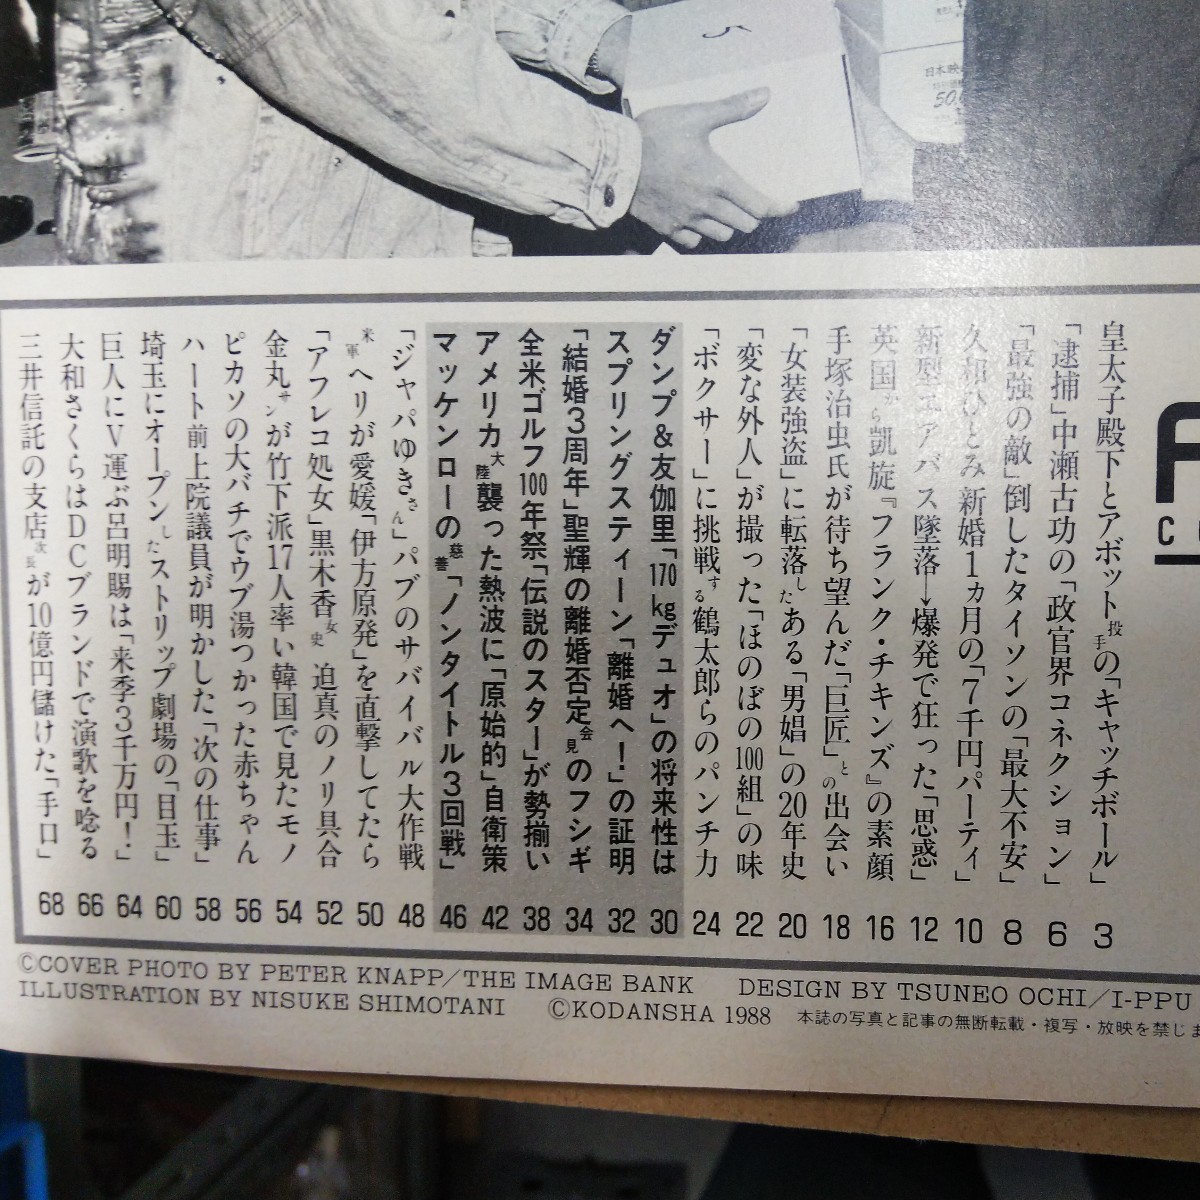 5
日本映
50,0
皇太子殿下とアボット投手の「キャッチボール」 3
「逮捕」中瀬古功の「政官界コネクション」 6
「最強の敵」倒したタイソンの「最大不安」 8
久和ひとみ 新婚1ヵ月の「7千円パーティ」 10
新型エアバス墜落→爆発で狂った「思惑」 12
英国から凱旋『フランク・チキンズ』の素顔 16
手塚治虫氏が待ち望んだ「巨匠」との出会い 18
「女装強盗」に転落したある「男娼」の20年史 20
「変な外人」が撮った「ほのぼの100組」の味 22
「ボクサー」に挑戦する鶴太郎らのパンチ力 24
ダンプ&友伽里「170kgデュオ」の将来性は 30
スプリングスティーン「離婚へ!」の証明 32
「結婚3周年」聖輝の離婚否定会見のフシギ 34
全米ゴルフ100年祭「伝説のスター」が勢揃い 38
アメリカ大陸襲った熱波に「原始的」自衛策 42
マッケンローの慈善「ノンタイトル3回戦」 46
「ジャパゆきさん」パブのサバイバル大作戦 48
米軍ヘリが愛媛「伊方原発」を直撃してたら 50
「アフレコ処女」黒木香女史 迫真のノリ具合 52
金丸サンが竹下派17人率い韓国で見たモノ 54
ピカソの大バチでウブ湯つかった赤ちゃん 56
ハート前上院議員が明かした「次の仕事」 58
埼玉にオープンしたストリップ劇場の「目玉」 60
巨人にV運ぶ呂明賜は「来季3千万円!」 64
大和さくらはDCブランドで演歌を唸る 66
三井信託の支店次長が10億円儲けた「手口」 68
©COVER PHOTO BY PETER KNAPP/THE IMAGE BANK DESIGN BY TSUNEO OCHI/I-PPU
ILLUSTRATION BY NISUKE SHIMOTANI ©KODANSHA 1988 本誌の写真と記事の無断転載・複写・放映を禁じま